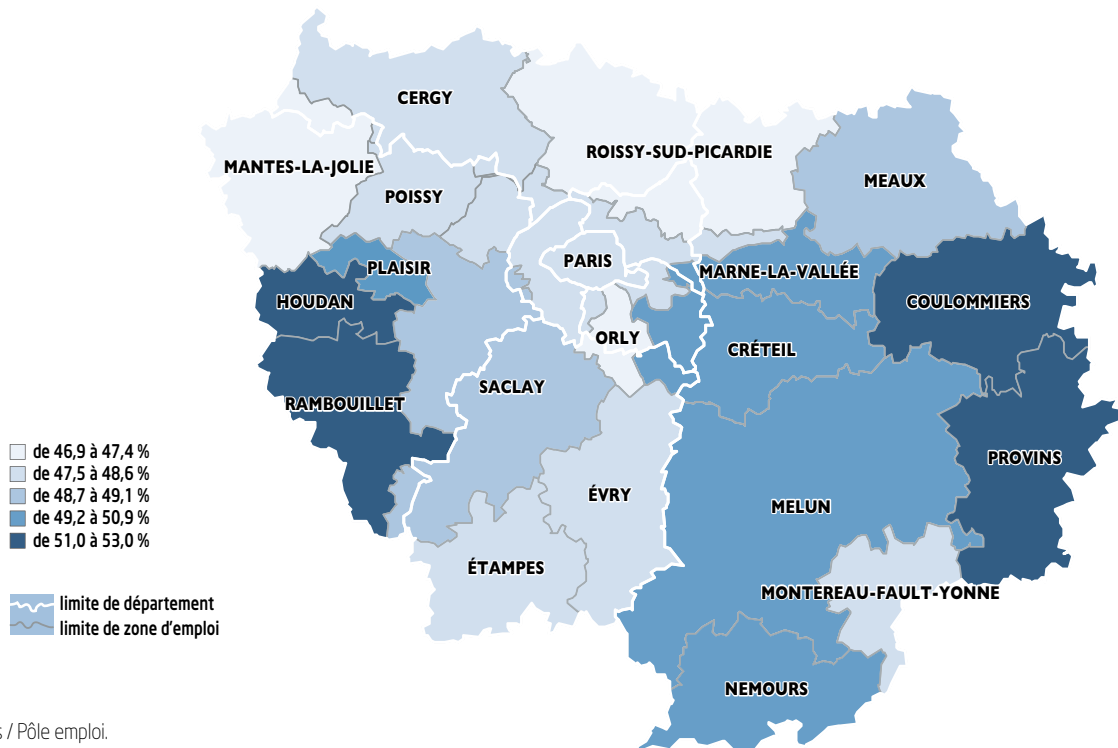 CERGY
ROISSY-SUD-PICARDIE
MANTES-LA-JOLIE
MEAUX
POISSY
PARIS
PLAISIR
MARNE-LA-VALLÉE
HOUDAN
COULOMMIERS
ORLY
CRÉTEIL
SACLAY
RAMBOUILLET
PROVINS
ÉVRY
MELUN
ÉTAMPES
MONTEREAU-FAULT-YONNE
NEMOURS
de 46,9 à 47,4 %
de 47,5 à 48,6 %
de 48,7 à 49,1 %
de 49,2 à 50,9 %
de 51,0 à 53,0 %
limite de département
limite de zone d'emploi
/ Pôle emploi.